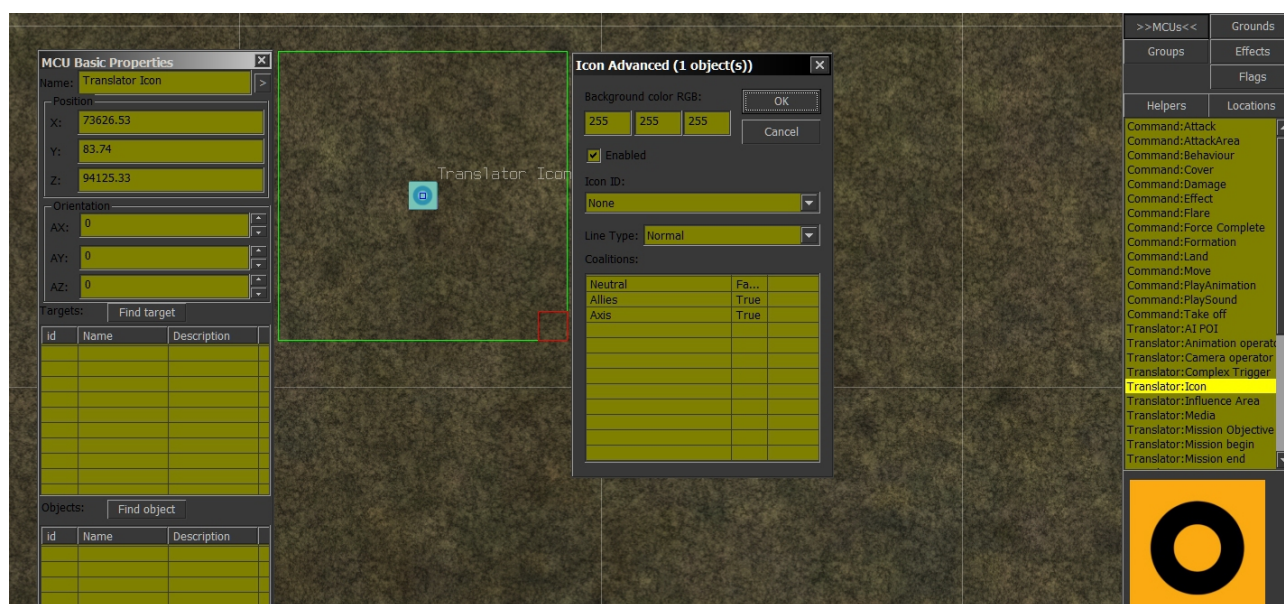 MCU Basic Properties
Name: Translator Icon >
Position
X: 73626.53
Y: 83.74
Z: 94125.33
Orientation
AX: 0
AY: 0
AZ: 0
Targets: Find target
id Name Description
Objects: Find object
id Name Description
Translator Icon
Icon Advanced (1 object(s))
Background color RGB:
OK
255 255 255
Cancel
Enabled
Icon ID:
None
Line Type: Normal
Coalitions:
Neutral Fa...
Allies True
Axis True
>>MCUs<< Grounds
Groups Effects
Flags
Helpers Locations
Command:Attack
Command:AttackArea
Command:Behaviour
Command:Cover
Command:Damage
Command:Effect
Command:Flare
Command:Force Complete
Command:Formation
Command:Land
Command:Move
Command:PlayAnimation
Command:PlaySound
Command:Take off
Translator:AI POI
Translator:Animation operato
Translator:Camera operator
Translator:Complex Trigger
Translator:Icon
Translator:Influence Area
Translator:Media
Translator:Mission Objective
Translator:Mission begin
Translator:Mission end